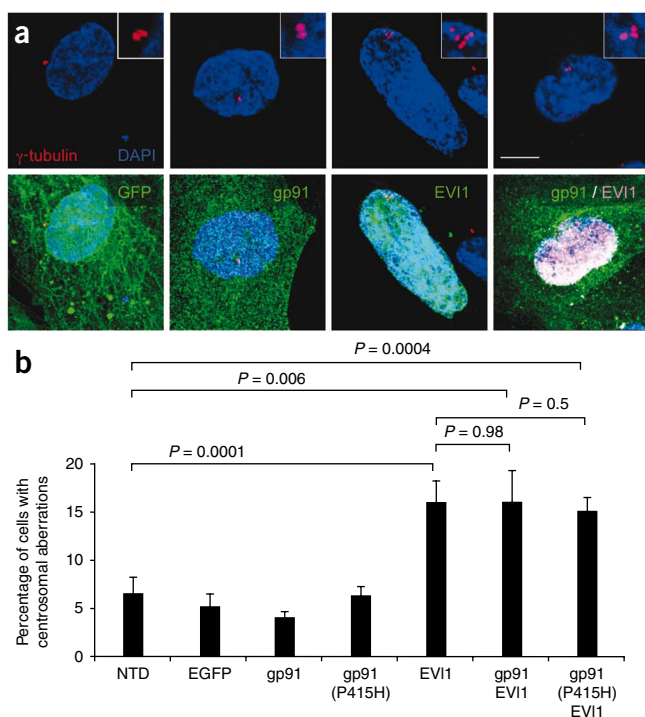 a
γ-tubulin DAPI GFP gp91 EVI1 gp91 / EVI1
b
P = 0.0004
P = 0.006
P = 0.5
P = 0.98
P = 0.0001
Percentage of cells with
centrosomal aberrations
20
15
10
5
0
NTD EGFP gp91 gp91 EVI1 gp91 gp91
(P415H) EVI1 (P415H)
EVI1